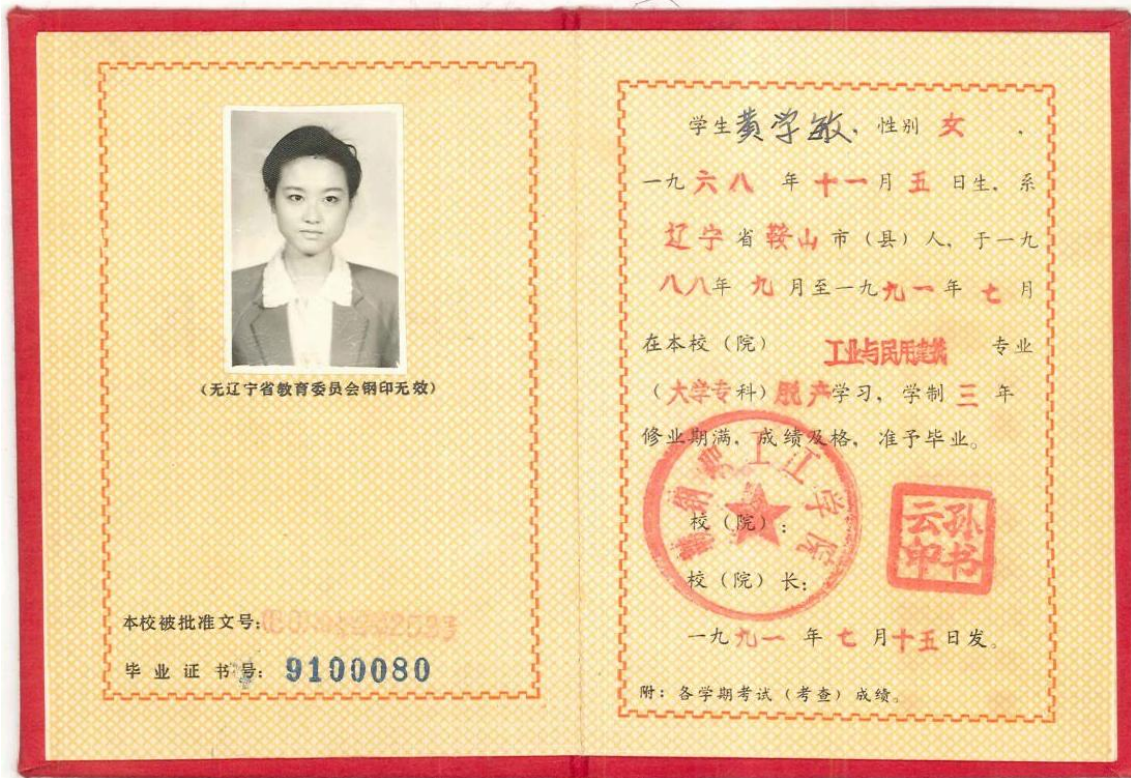 (无辽宁省教育委员会钢印无效)
本校被批准文号:
毕业证书号: 9100080
学生黄学敏, 性别 女 ,
一九六八 年 十一月 五 日生, 系
辽宁 省 鞍山 市 (县) 人, 于一九
八八年 九 月至一九九一 年 七 月
在本校 (院) 工业与民用建筑 专业
(大学专科) 脱产学习, 学制 三 年
修业期满, 成绩及格, 准予毕业。
鞍钢职工工学院
校 (院) :
校 (院) 长:
孙书云印
一九九一 年 七 月十五日发。
附: 各学期考试 (考查) 成绩。